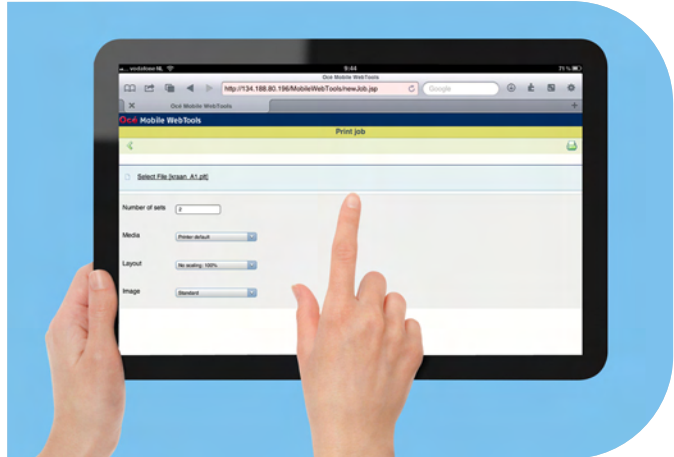 vodafone NL 9:44 71 %
Océ Mobile WebTools
http://134.188.80.196/MobileWebTools/newJob.jsp Google
Océ Mobile WebTools
Océ Mobile WebTools
Print job
Select File [kraan_A1.plt]
Number of sets 2
Media Printer default
Layout No scaling: 100%
Image Standard